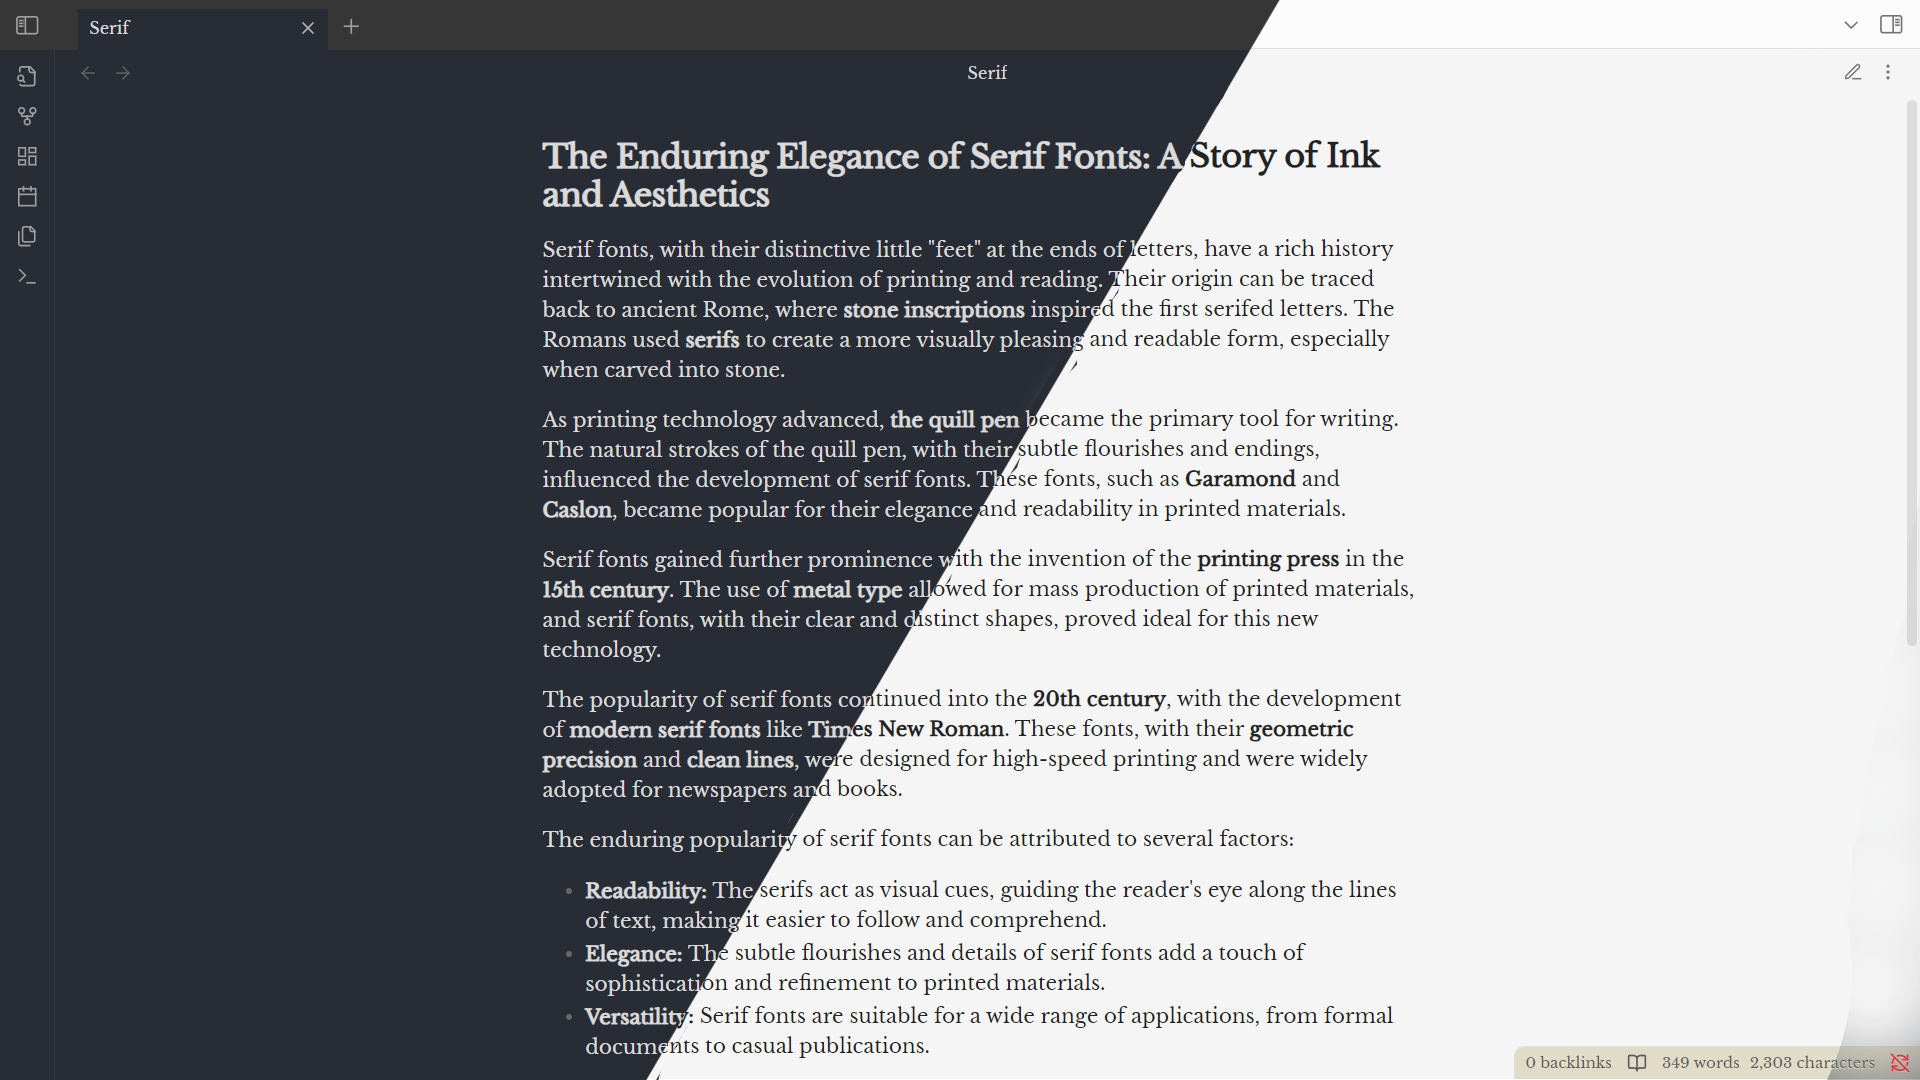 Serif
Serif
The Enduring Elegance of Serif Fonts: A Story of Ink
and Aesthetics
Serif fonts, with their distinctive little "feet" at the ends of letters, have a rich history
intertwined with the evolution of printing and reading. Their origin can be traced
back to ancient Rome, where stone inscriptions inspired the first serifed letters. The
Romans used serifs to create a more visually pleasing and readable form, especially
when carved into stone.
As printing technology advanced, the quill pen became the primary tool for writing.
The natural strokes of the quill pen, with their subtle flourishes and endings,
influenced the development of serif fonts. These fonts, such as Garamond and
Caslon, became popular for their elegance and readability in printed materials.
Serif fonts gained further prominence with the invention of the printing press in the
15th century. The use of metal type allowed for mass production of printed materials,
and serif fonts, with their clear and distinct shapes, proved ideal for this new
technology.
The popularity of serif fonts continued into the 20th century, with the development
of modern serif fonts like Times New Roman. These fonts, with their geometric
precision and clean lines, were designed for high-speed printing and were widely
adopted for newspapers and books.
The enduring popularity of serif fonts can be attributed to several factors:
• Readability: The serifs act as visual cues, guiding the reader's eye along the lines
of text, making it easier to follow and comprehend.
• Elegance: The subtle flourishes and details of serif fonts add a touch of
sophistication and refinement to printed materials.
• Versatility: Serif fonts are suitable for a wide range of applications, from formal
documents to casual publications.
0 backlinks 349 words 2,303 characters